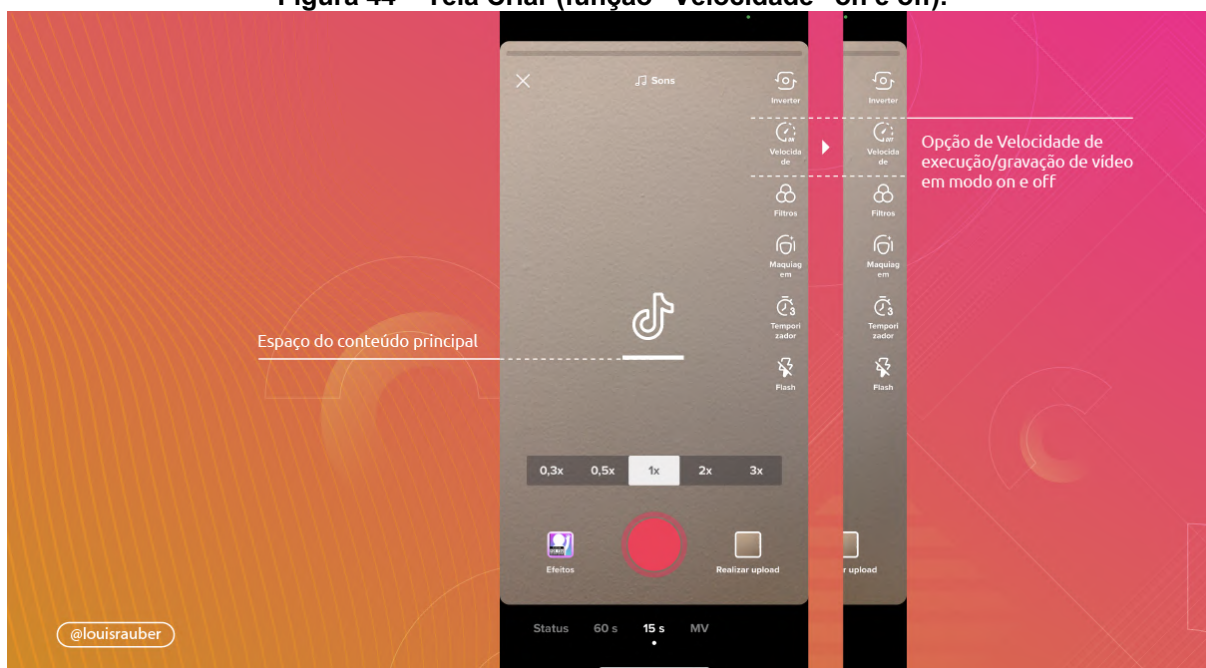 Figura 44 – Tela Criar (função "Velocidade" on e off).
Sons
Inverter
Velocida
de
Filtros
Maquiag
em
Tempori
zador
Flash
Inverter
Velocida
de
Filtros
Maquiag
em
Tempori
zador
Flash
Opção de Velocidade de
execução/gravação de vídeo
em modo on e off
Espaço do conteúdo principal
0,3x 0,5x 1x 2x 3x
Efeitos
Realizar upload
r upload
Status 60 s 15 s MV
@louisrauber